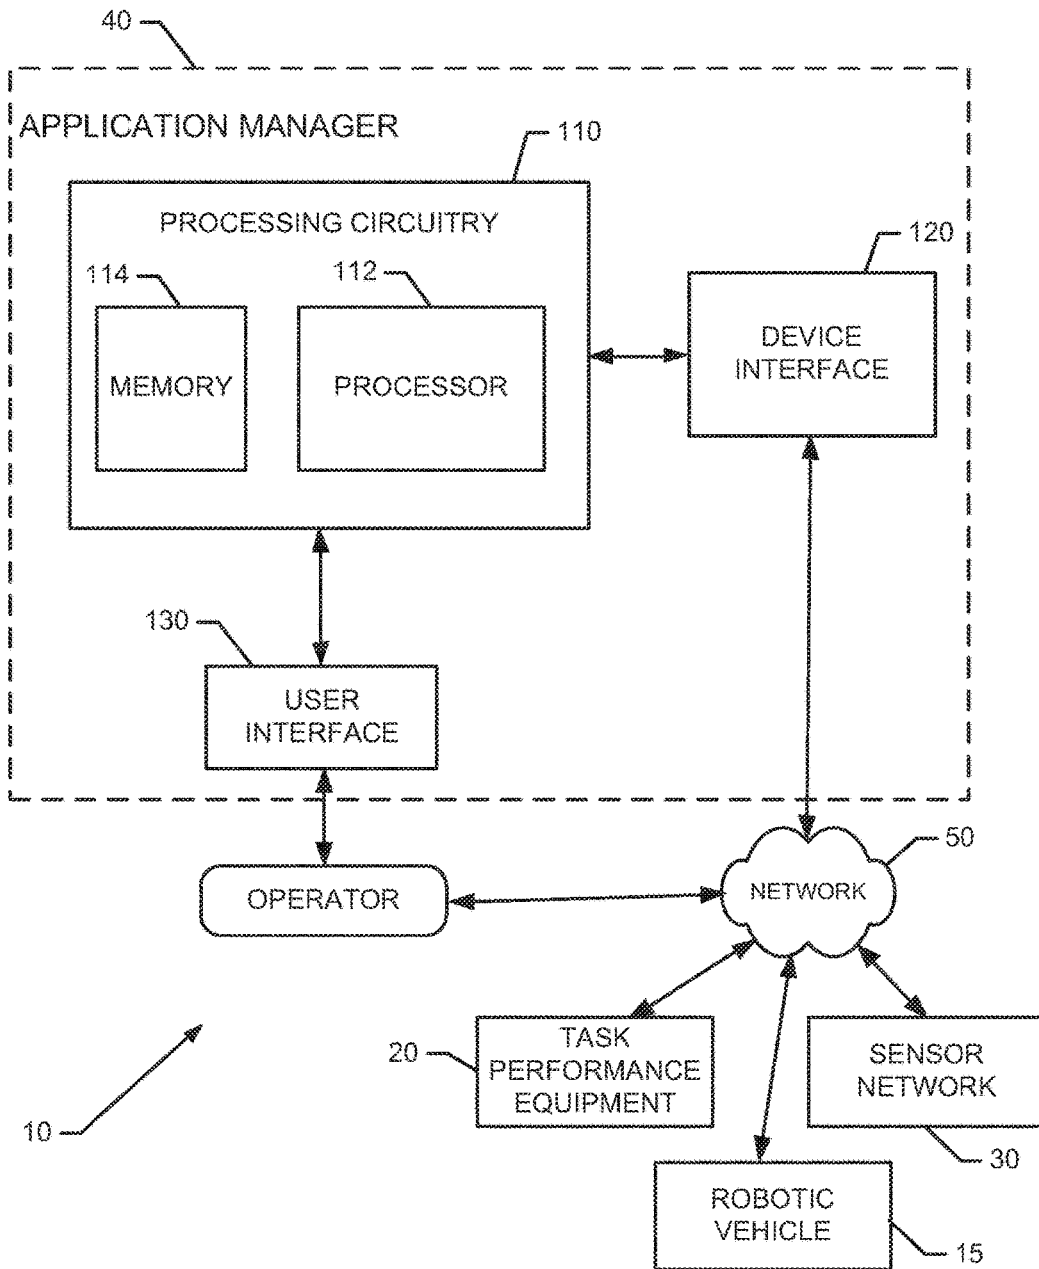 40
APPLICATION MANAGER
110
PROCESSING CIRCUITRY
120
114
112
DEVICE
INTERFACE
MEMORY
PROCESSOR
130
USER
INTERFACE
50
OPERATOR
NETWORK
20
TASK
PERFORMANCE
EQUIPMENT
SENSOR
NETWORK
10
30
ROBOTIC
VEHICLE
15